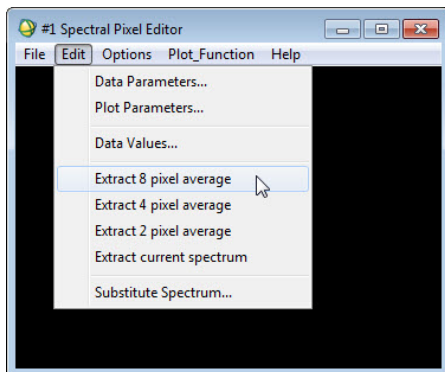 #1 Spectral Pixel Editor
File Edit Options Plot_Function Help
Data Parameters...
Plot Parameters...
Data Values...
Extract 8 pixel average
Extract 4 pixel average
Extract 2 pixel average
Extract current spectrum
Substitute Spectrum...